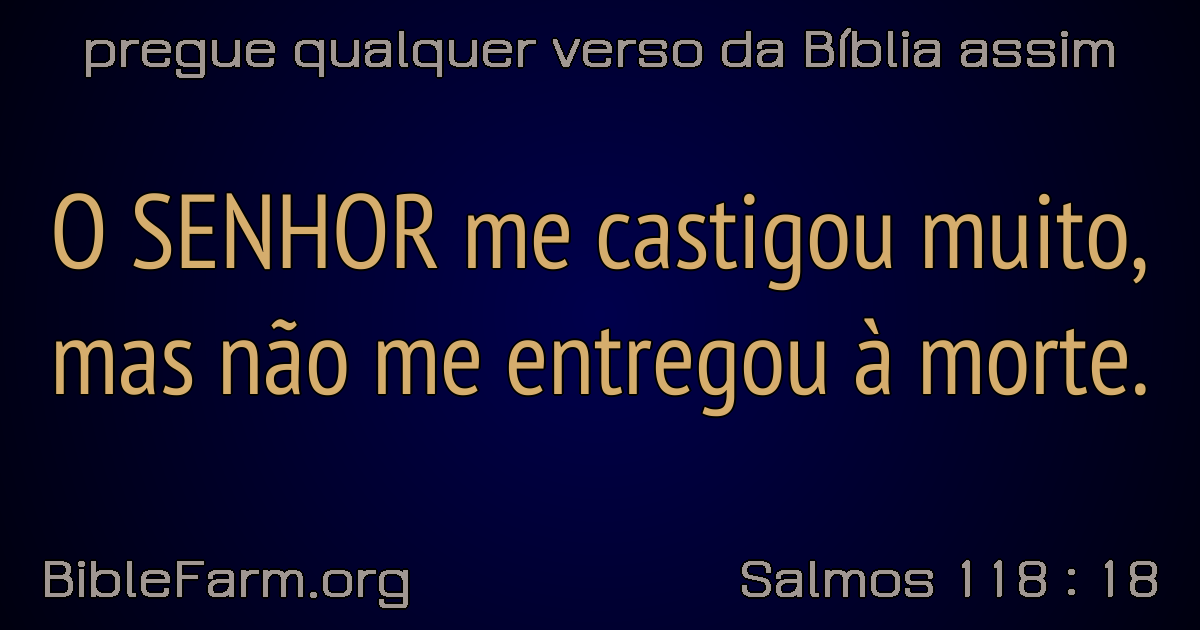 pregue qualquer verso da Bíblia assim
O SENHOR me castigou muito,
mas não me entregou à morte.
BibleFarm.org
Salmos 118 : 18